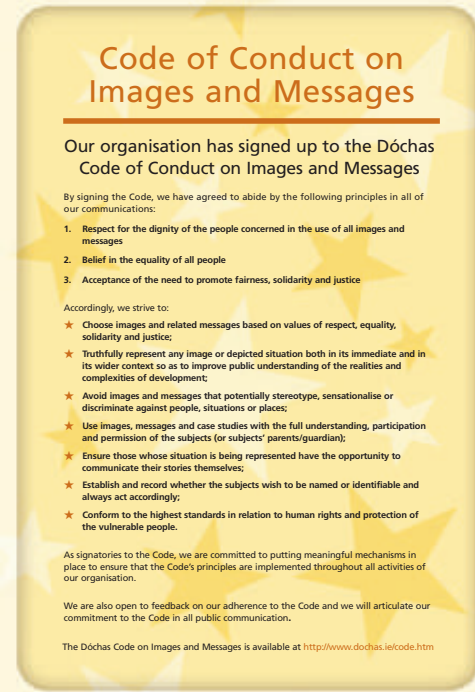 Code of Conduct on
Images and Messages
Our organisation has signed up to the Dóchas
Code of Conduct on Images and Messages
By signing the Code, we have agreed to abide by the following principles in all of
our communications:
1. Respect for the dignity of the people concerned in the use of all images and
messages
2. Belief in the equality of all people
3. Acceptance of the need to promote fairness, solidarity and justice
Accordingly, we strive to:
★ Choose images and related messages based on values of respect, equality,
solidarity and justice;
★ Truthfully represent any image or depicted situation both in its immediate and in
its wider context so as to improve public understanding of the realities and
complexities of development;
★ Avoid images and messages that potentially stereotype, sensationalise or
discriminate against people, situations or places;
★ Use images, messages and case studies with the full understanding, participation
and permission of the subjects (or subjects' parents/guardian);
★ Ensure those whose situation is being represented have the opportunity to
communicate their stories themselves;
★ Establish and record whether the subjects wish to be named or identifiable and
always act accordingly;
★ Conform to the highest standards in relation to human rights and protection of
the vulnerable people.
As signatories to the Code, we are committed to putting meaningful mechanisms in
place to ensure that the Code's principles are implemented throughout all activities of
our organisation.
We are also open to feedback on our adherence to the Code and we will articulate our
commitment to the Code in all public communication.
The Dóchas Code on Images and Messages is available at http://www.dochas.ie/code.htm